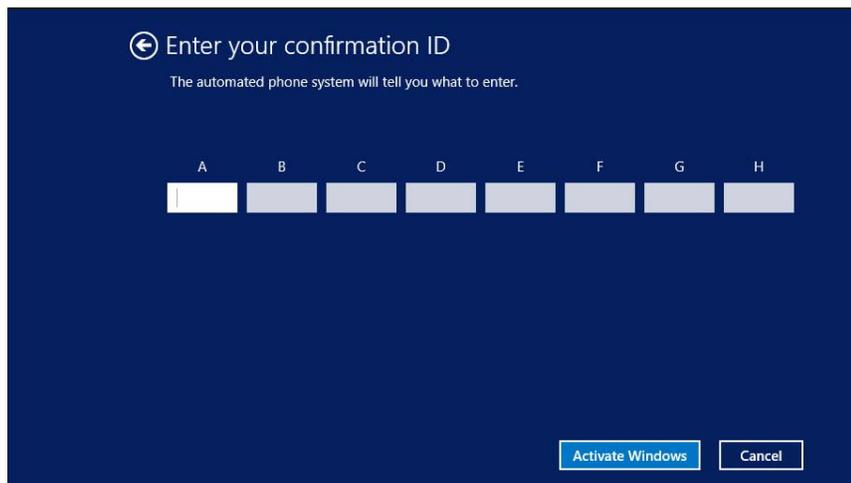 Enter your confirmation ID
The automated phone system will tell you what to enter.
A B C D E F G H
Activate Windows Cancel